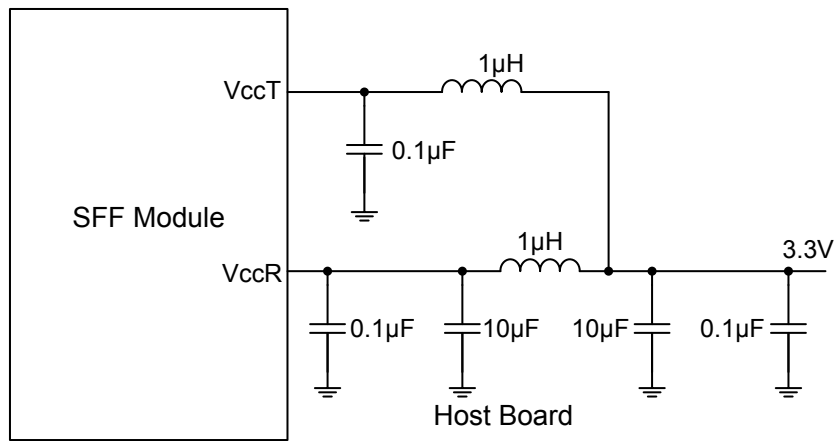 1µH
VccT
0.1µF
SFF Module
1µH
3.3V
VccR
0.1µF
10µF
10µF
0.1µF
Host Board